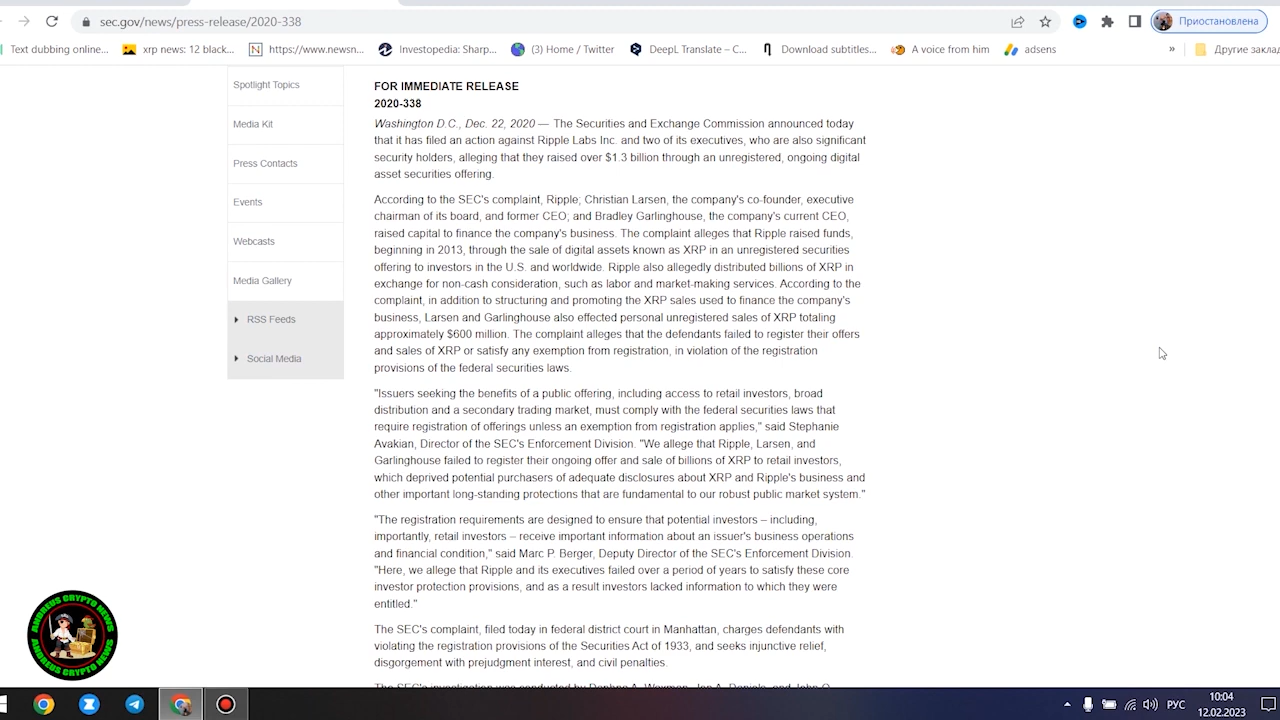 sec.gov/news/press-release/2020-338
Приостановлена
Text dubbing online...
xrp news: 12 black...
https://www.newsn...
Investopedia: Sharp...
(3) Home / Twitter
DeepL Translate – C...
Download subtitles...
A voice from him
adsens
»
Другие заклад
Spotlight Topics
Media Kit
Press Contacts
Events
Webcasts
Media Gallery
RSS Feeds
Social Media
FOR IMMEDIATE RELEASE
2020-338
Washington D.C., Dec. 22, 2020 — The Securities and Exchange Commission announced today
that it has filed an action against Ripple Labs Inc. and two of its executives, who are also significant
security holders, alleging that they raised over $1.3 billion through an unregistered, ongoing digital
asset securities offering.
According to the SEC's complaint, Ripple; Christian Larsen, the company's co-founder, executive
chairman of its board, and former CEO; and Bradley Garlinghouse, the company's current CEO,
raised capital to finance the company's business. The complaint alleges that Ripple raised funds,
beginning in 2013, through the sale of digital assets known as XRP in an unregistered securities
offering to investors in the U.S. and worldwide. Ripple also allegedly distributed billions of XRP in
exchange for non-cash consideration, such as labor and market-making services. According to the
complaint, in addition to structuring and promoting the XRP sales used to finance the company's
business, Larsen and Garlinghouse also effected personal unregistered sales of XRP totaling
approximately $600 million. The complaint alleges that the defendants failed to register their offers
and sales of XRP or satisfy any exemption from registration, in violation of the registration
provisions of the federal securities laws.
"Issuers seeking the benefits of a public offering, including access to retail investors, broad
distribution and a secondary trading market, must comply with the federal securities laws that
require registration of offerings unless an exemption from registration applies," said Stephanie
Avakian, Director of the SEC's Enforcement Division. "We allege that Ripple, Larsen, and
Garlinghouse failed to register their ongoing offer and sale of billions of XRP to retail investors,
which deprived potential purchasers of adequate disclosures about XRP and Ripple's business and
other important long-standing protections that are fundamental to our robust public market system."
"The registration requirements are designed to ensure that potential investors – including,
importantly, retail investors – receive important information about an issuer's business operations
and financial condition," said Marc P. Berger, Deputy Director of the SEC's Enforcement Division.
"Here, we allege that Ripple and its executives failed over a period of years to satisfy these core
investor protection provisions, and as a result investors lacked information to which they were
entitled."
The SEC's complaint, filed today in federal district court in Manhattan, charges defendants with
violating the registration provisions of the Securities Act of 1933, and seeks injunctive relief,
disgorgement with prejudgment interest, and civil penalties.
The SEC's investigation was conducted by Daphna A. Waxman, Jon A. Daniels, and John O.
ANDREUS CRYPTO NEWS
ANDREUS CRYPTO NEWS
РУС
10:04
12.02.2023